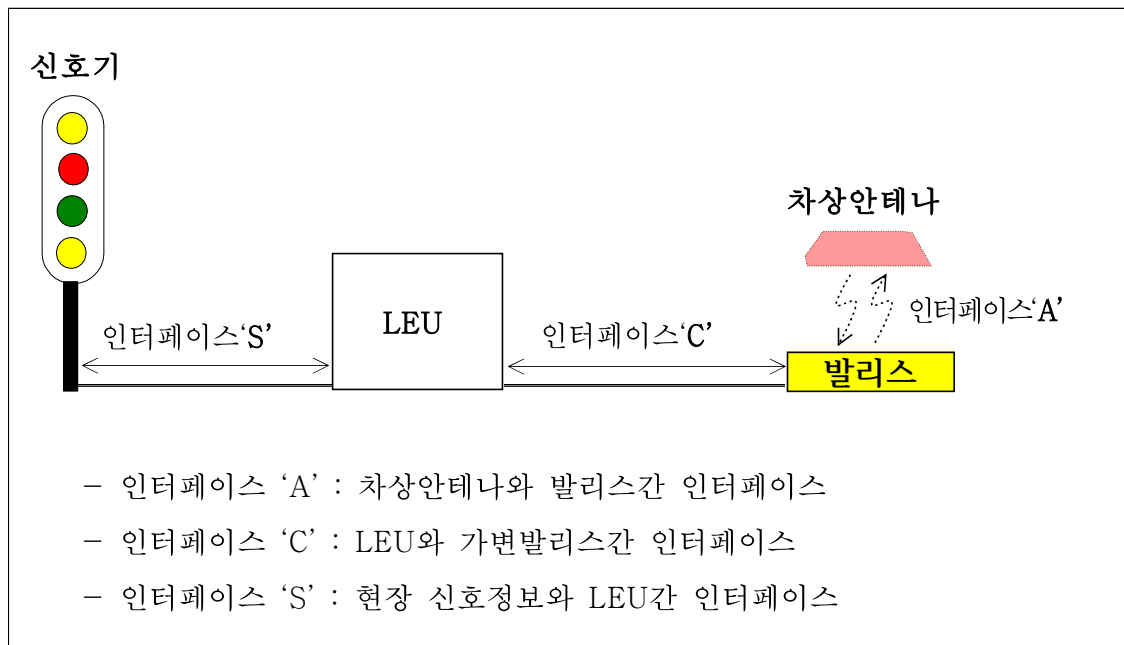 신호기
차상안테나
인터페이스‘S’
LEU
인터페이스‘C’
인터페이스‘A’
발리스
- 인터페이스 ‘A’ : 차상안테나와 발리스간 인터페이스
- 인터페이스 ‘C’ : LEU와 가변발리스간 인터페이스
- 인터페이스 ‘S’ : 현장 신호정보와 LEU간 인터페이스